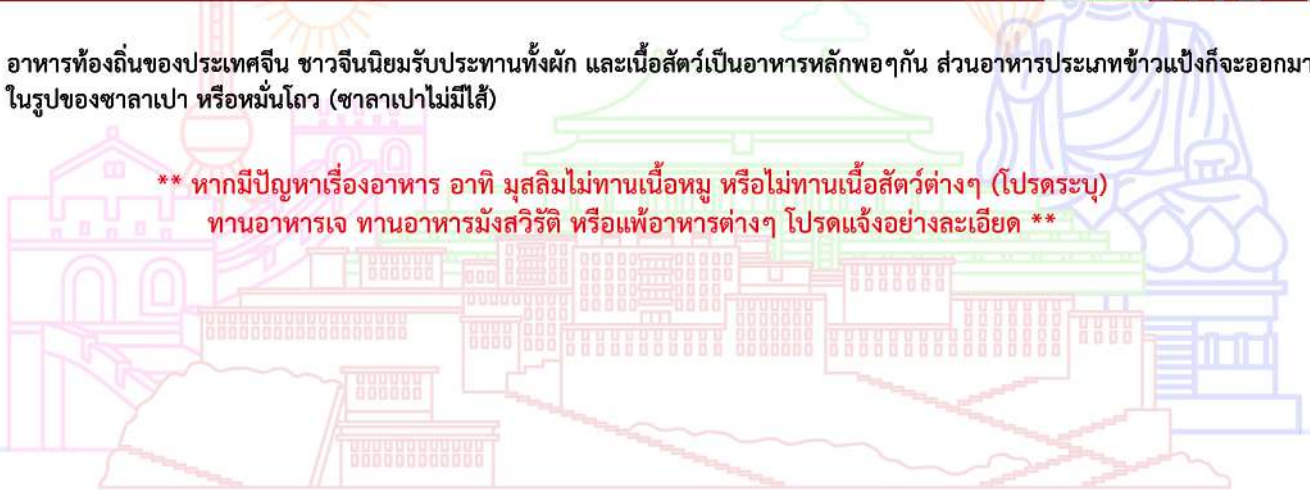 อาหารท้องถิ่นของประเทศจีน ชาวจีนนิยมรับประทานทั้งผัก และเนื้อสัตว์เป็นอาหารหลักพอๆกัน ส่วนอาหารประเภทข้าวแป้งก็จะออกมา
ในรูปของซาลาเปา หรือหมั่นโถว (ซาลาเปาไม่มีไส้)
** หากมีปัญหาเรื่องอาหาร อาทิ มุสลิมไม่ทานเนื้อหมู หรือไม่ทานเนื้อสัตว์ต่างๆ (โปรดระบุ)
ทานอาหารเจ ทานอาหารมังสวิรัติ หรือแพ้อาหารต่างๆ โปรดแจ้งอย่างละเอียด **